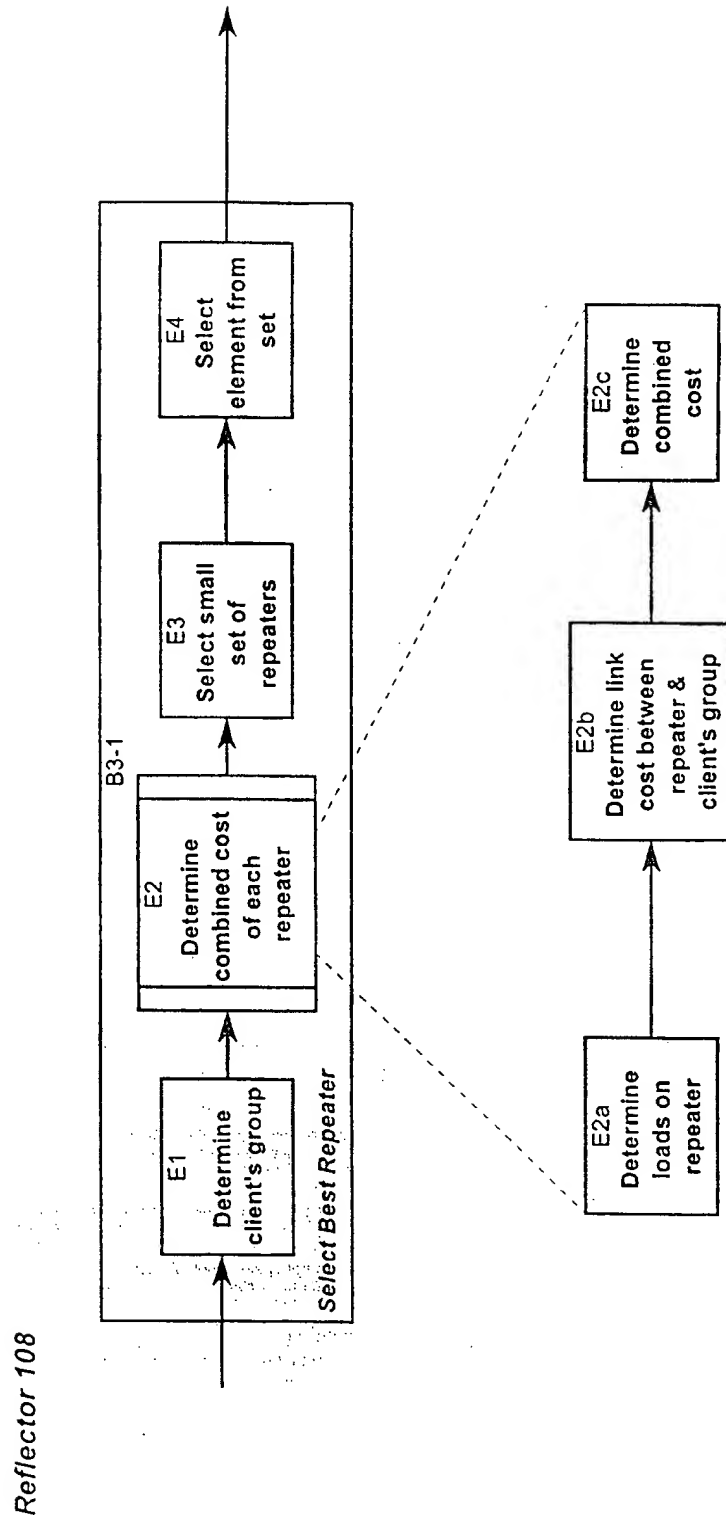 Reflector 108
B3-1
E1
Determine
client's group
E2
Determine
combined cost
of each
repeater
E3
Select small
set of
repeaters
E4
Select
element from
set
Select Best Repeater
E2a
Determine
loads on
repeater
E2b
Determine link
cost between
repeater &
client's group
E2c
Determine
combined
cost